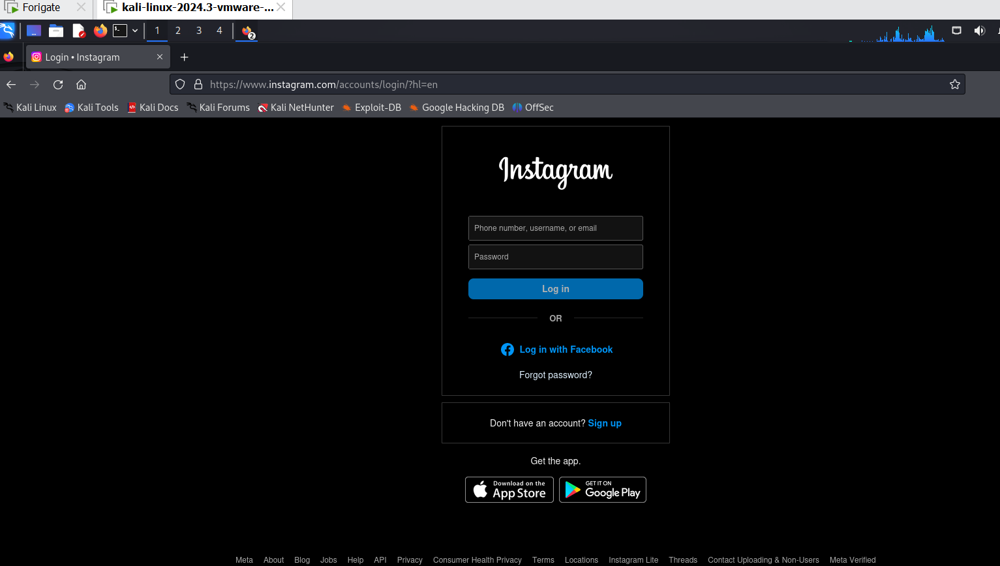 Forigate
kali-linux-2024.3-vmware-...
1 2 3 4 2
Login • Instagram
https://www.instagram.com/accounts/login/?hl=en
Kali Linux Kali Tools Kali Docs Kali Forums Kali NetHunter Exploit-DB Google Hacking DB OffSec
Instagram
Phone number, username, or email
Password
Log in
OR
Log in with Facebook
Forgot password?
Don't have an account? Sign up
Get the app.
Download on the
App Store
GET IT ON
Google Play
Meta About Blog Jobs Help API Privacy Consumer Health Privacy Terms Locations Instagram Lite Threads Contact Uploading & Non-Users Meta Verified